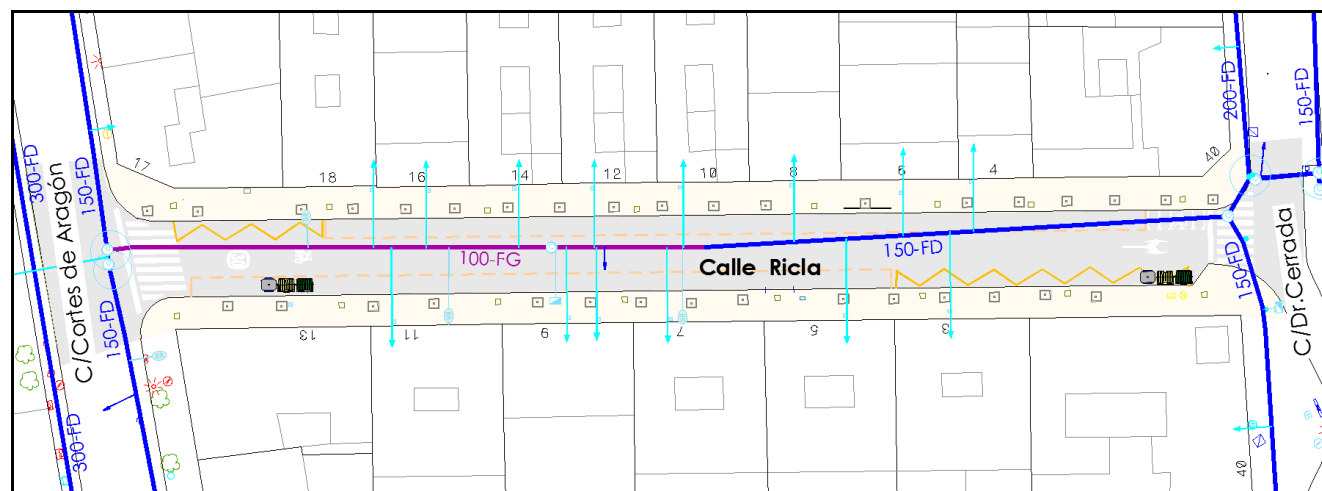 300-FD
150-FD
C/Cortes de Aragón
150-FD
300-FD
17
18
16
14
12
10
8
6
4
40
100-FG
150-FD
Calle Ricla
13
11
9
7
5
3
200-FD
150-FD
150-FD
C/Dr.Cerrada
40